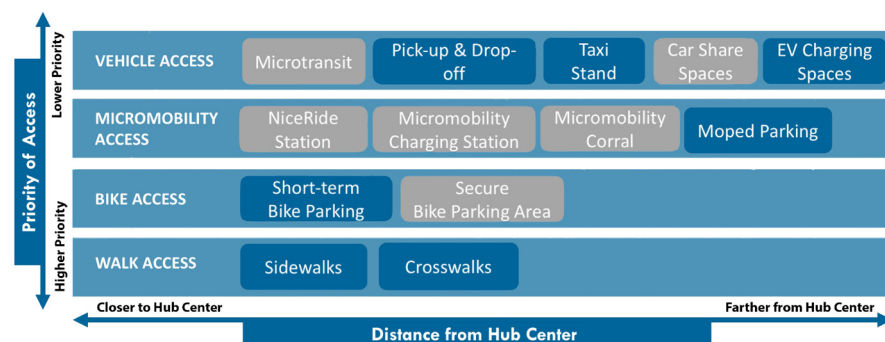 Priority of Access
Lower Priority
Higher Priority
VEHICLE ACCESS
Microtransit
Pick-up & Drop-
off
Taxi
Stand
Car Share
Spaces
EV Charging
Spaces
MICROMOBILITY
ACCESS
NiceRide
Station
Micromobility
Charging Station
Micromobility
Corral
Moped Parking
BIKE ACCESS
Short-term
Bike Parking
Secure
Bike Parking Area
WALK ACCESS
Sidewalks
Crosswalks
Closer to Hub Center
Farther from Hub Center
Distance from Hub Center